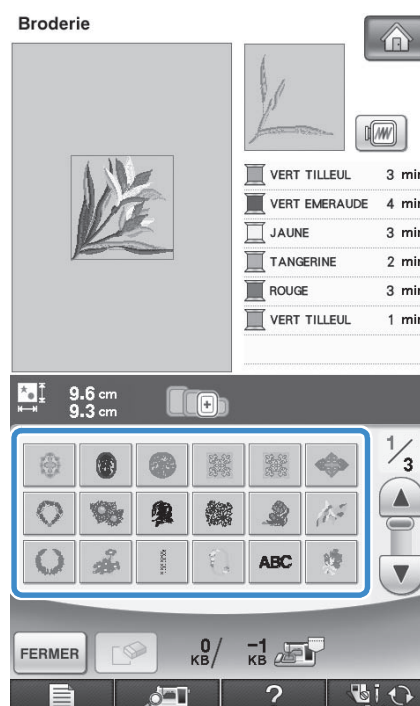 Broderie
VERT TILLEUL 3 min
VERT EMERAUDE 4 min
JAUNE 3 min
TANGERINE 2 min
ROUGE 3 min
VERT TILLEUL 1 min
9.6 cm
9.3 cm
1/3
ABC
FERMER
0 KB / -1 KB
?
i